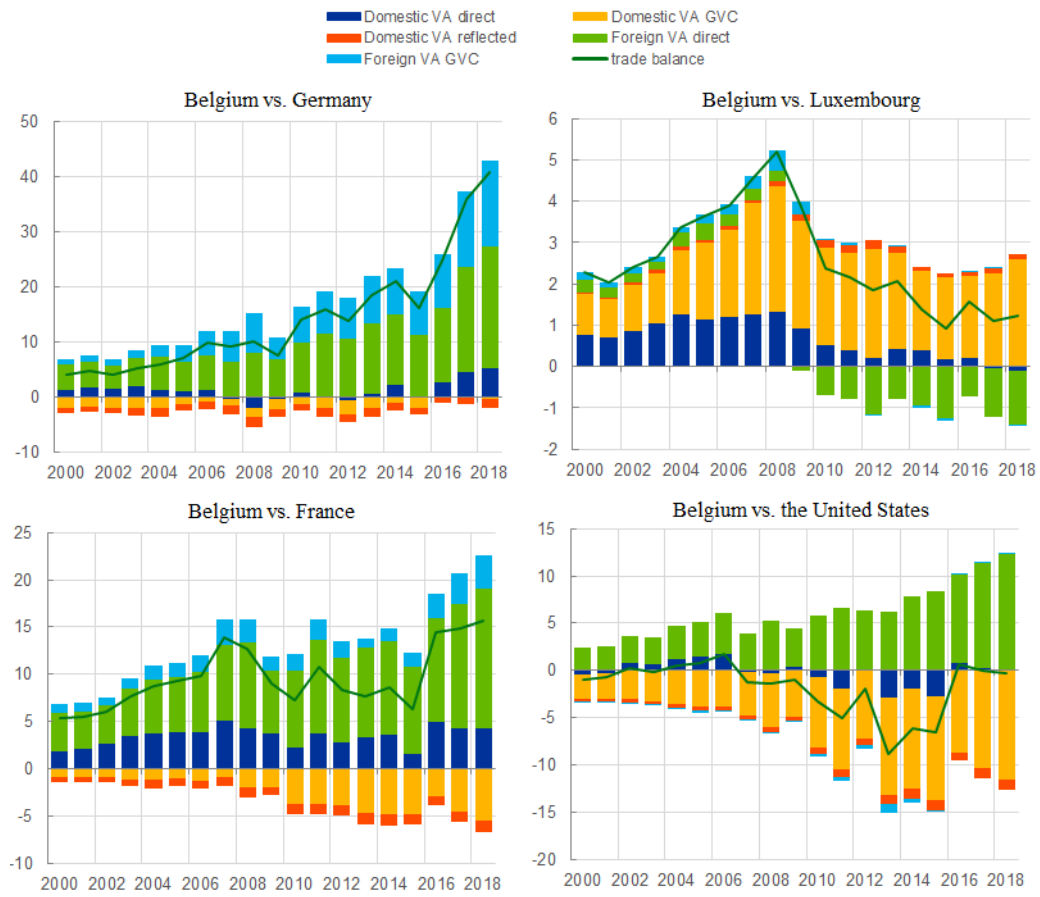 Domestic VA direct
Domestic VA GVC
Domestic VA reflected
Foreign VA direct
Foreign VA GVC
trade balance
Belgium vs. Germany
50
40
30
20
10
0
-10
2000 2002 2004 2006 2008 2010 2012 2014 2016 2018
Belgium vs. Luxembourg
6
5
4
3
2
1
0
-1
-2
2000 2002 2004 2006 2008 2010 2012 2014 2016 2018
Belgium vs. France
25
20
15
10
5
0
-5
-10
2000 2002 2004 2006 2008 2010 2012 2014 2016 2018
Belgium vs. the United States
15
10
5
0
-5
-10
-15
-20
2000 2002 2004 2006 2008 2010 2012 2014 2016 2018